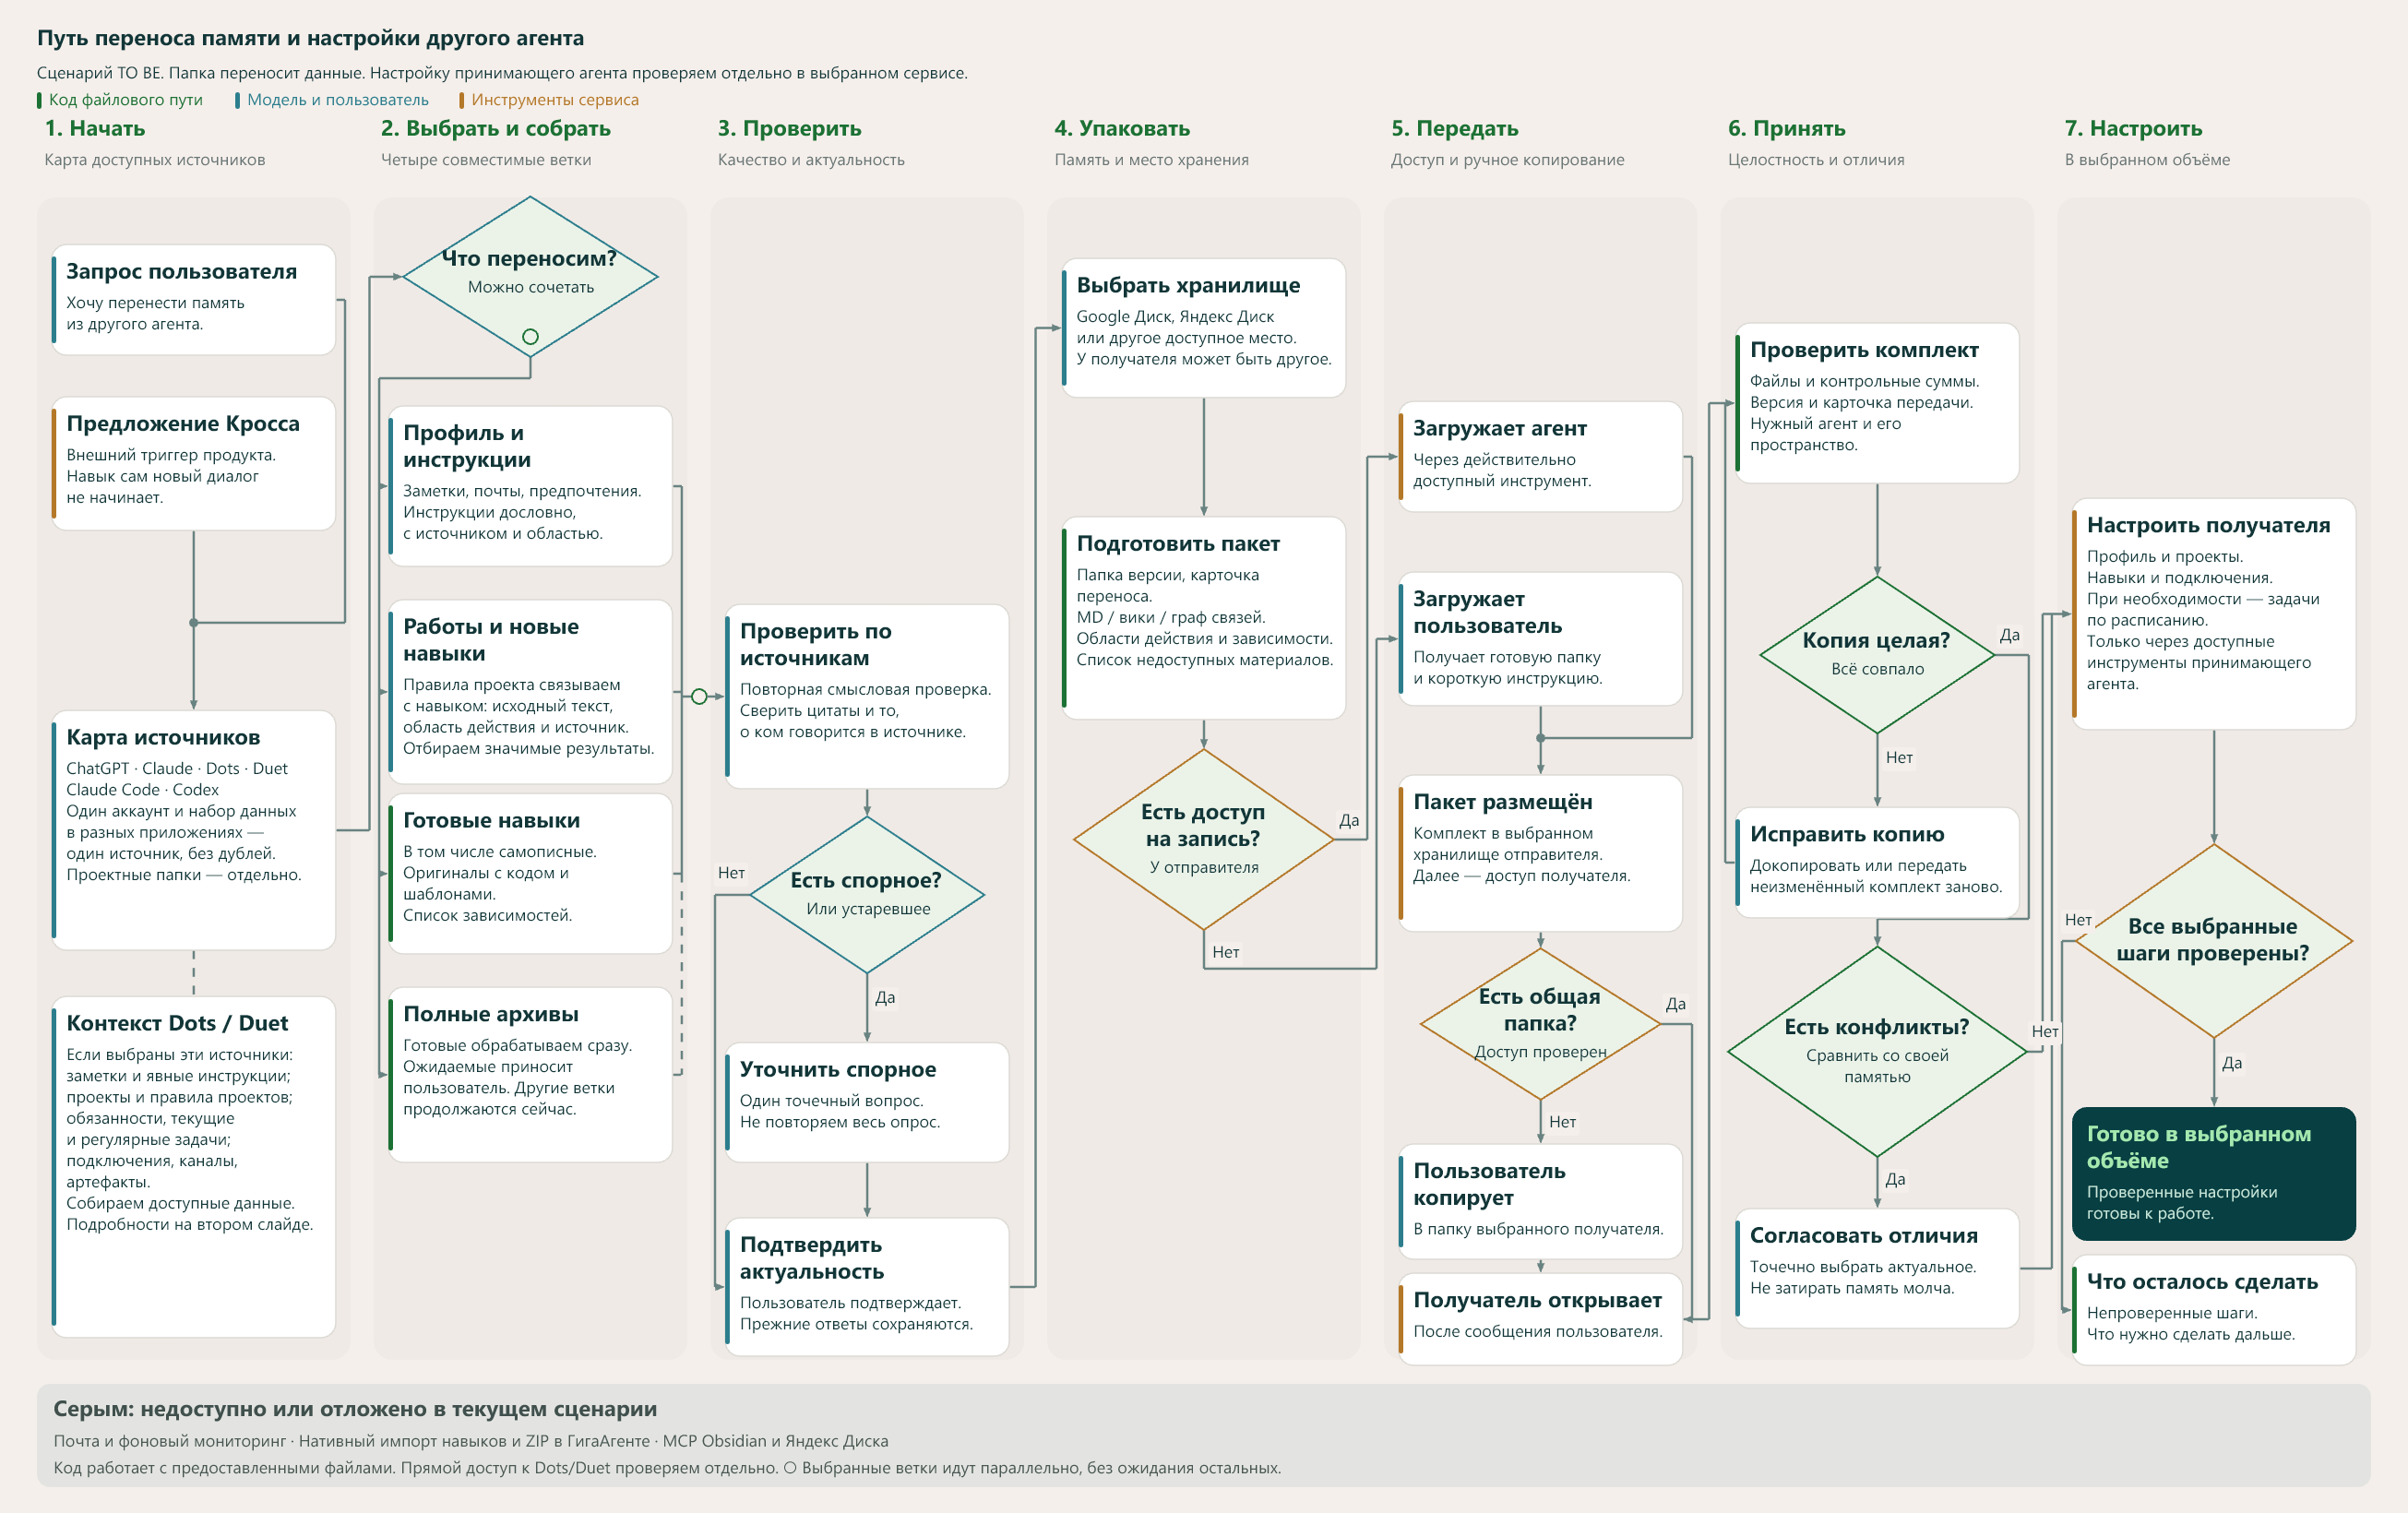 Путь переноса памяти и настройки другого агента
Сценарий TO BE. Папка переносит данные. Настройку принимающего агента проверяем отдельно в выбранном сервисе.
Код файлового пути
Модель и пользователь
Инструменты сервиса
1. Начать
Карта доступных источников
Запрос пользователя
Хочу перенести память
из другого агента.
Предложение Кросса
Внешний триггер продукта.
Навык сам новый диалог
не начинает.
Карта источников
ChatGPT · Claude · Dots · Duet
Claude Code · Codex
Один аккаунт и набор данных
в разных приложениях —
один источник, без дублей.
Проектные папки — отдельно.
Контекст Dots / Duet
Если выбраны эти источники:
заметки и явные инструкции;
проекты и правила проектов;
обязанности, текущие
и регулярные задачи;
подключения, каналы,
артефакты.
Собираем доступные данные.
Подробности на втором слайде.
2. Выбрать и собрать
Четыре совместимые ветки
Что переносим?
Можно сочетать
Профиль и
инструкции
Заметки, почты, предпочтения.
Инструкции дословно,
с источником и областью.
Работы и новые
навыки
Правила проекта связываем
с навыком: исходный текст,
область действия и источник.
Отбираем значимые результаты.
Готовые навыки
В том числе самописные.
Оригиналы с кодом и
шаблонами.
Список зависимостей.
Полные архивы
Готовые обрабатываем сразу.
Ожидаемые приносит
пользователь. Другие ветки
продолжаются сейчас.
3. Проверить
Качество и актуальность
Проверить по
источникам
Повторная смысловая проверка.
Сверить цитаты и то,
о ком говорится в источнике.
Есть спорное?
Или устаревшее
Нет
Да
Уточнить спорное
Один точечный вопрос.
Не повторяем весь опрос.
Подтвердить
актуальность
Пользователь подтверждает.
Прежние ответы сохраняются.
4. Упаковать
Память и место хранения
Выбрать хранилище
Google Диск, Яндекс Диск
или другое доступное место.
У получателя может быть другое.
Подготовить пакет
Папка версии, карточка
переноса.
MD / вики / граф связей.
Области действия и зависимости.
Список недоступных материалов.
Есть доступ
на запись?
У отправителя
Да
Нет
5. Передать
Доступ и ручное копирование
Загружает агент
Через действительно
доступный инструмент.
Загружает
пользователь
Получает готовую папку
и короткую инструкцию.
Пакет размещён
Комплект в выбранном
хранилище отправителя.
Далее — доступ получателя.
Есть общая
папка?
Доступ проверен
Да
Нет
Пользователь
копирует
В папку выбранного получателя.
Получатель открывает
После сообщения пользователя.
6. Принять
Целостность и отличия
Проверить комплект
Файлы и контрольные суммы.
Версия и карточка передачи.
Нужный агент и его
пространство.
Копия целая?
Всё совпало
Да
Нет
Исправить копию
Докопировать или передать
неизменённый комплект заново.
Есть конфликты?
Сравнить со своей
памятью
Нет
Да
Согласовать отличия
Точечно выбрать актуальное.
Не затирать память молча.
7. Настроить
В выбранном объёме
Настроить получателя
Профиль и проекты.
Навыки и подключения.
При необходимости — задачи
по расписанию.
Только через доступные
инструменты принимающего
агента.
Все выбранные
шаги проверены?
Нет
Да
Готово в выбранном
объёме
Проверенные настройки
готовы к работе.
Что осталось сделать
Непроверенные шаги.
Что нужно сделать дальше.
Серым: недоступно или отложено в текущем сценарии
Почта и фоновый мониторинг · Нативный импорт навыков и ZIP в ГигаАгенте · MCP Obsidian и Яндекс Диска
Код работает с предоставленными файлами. Прямой доступ к Dots/Duet проверяем отдельно. ○ Выбранные ветки идут параллельно, без ожидания остальных.